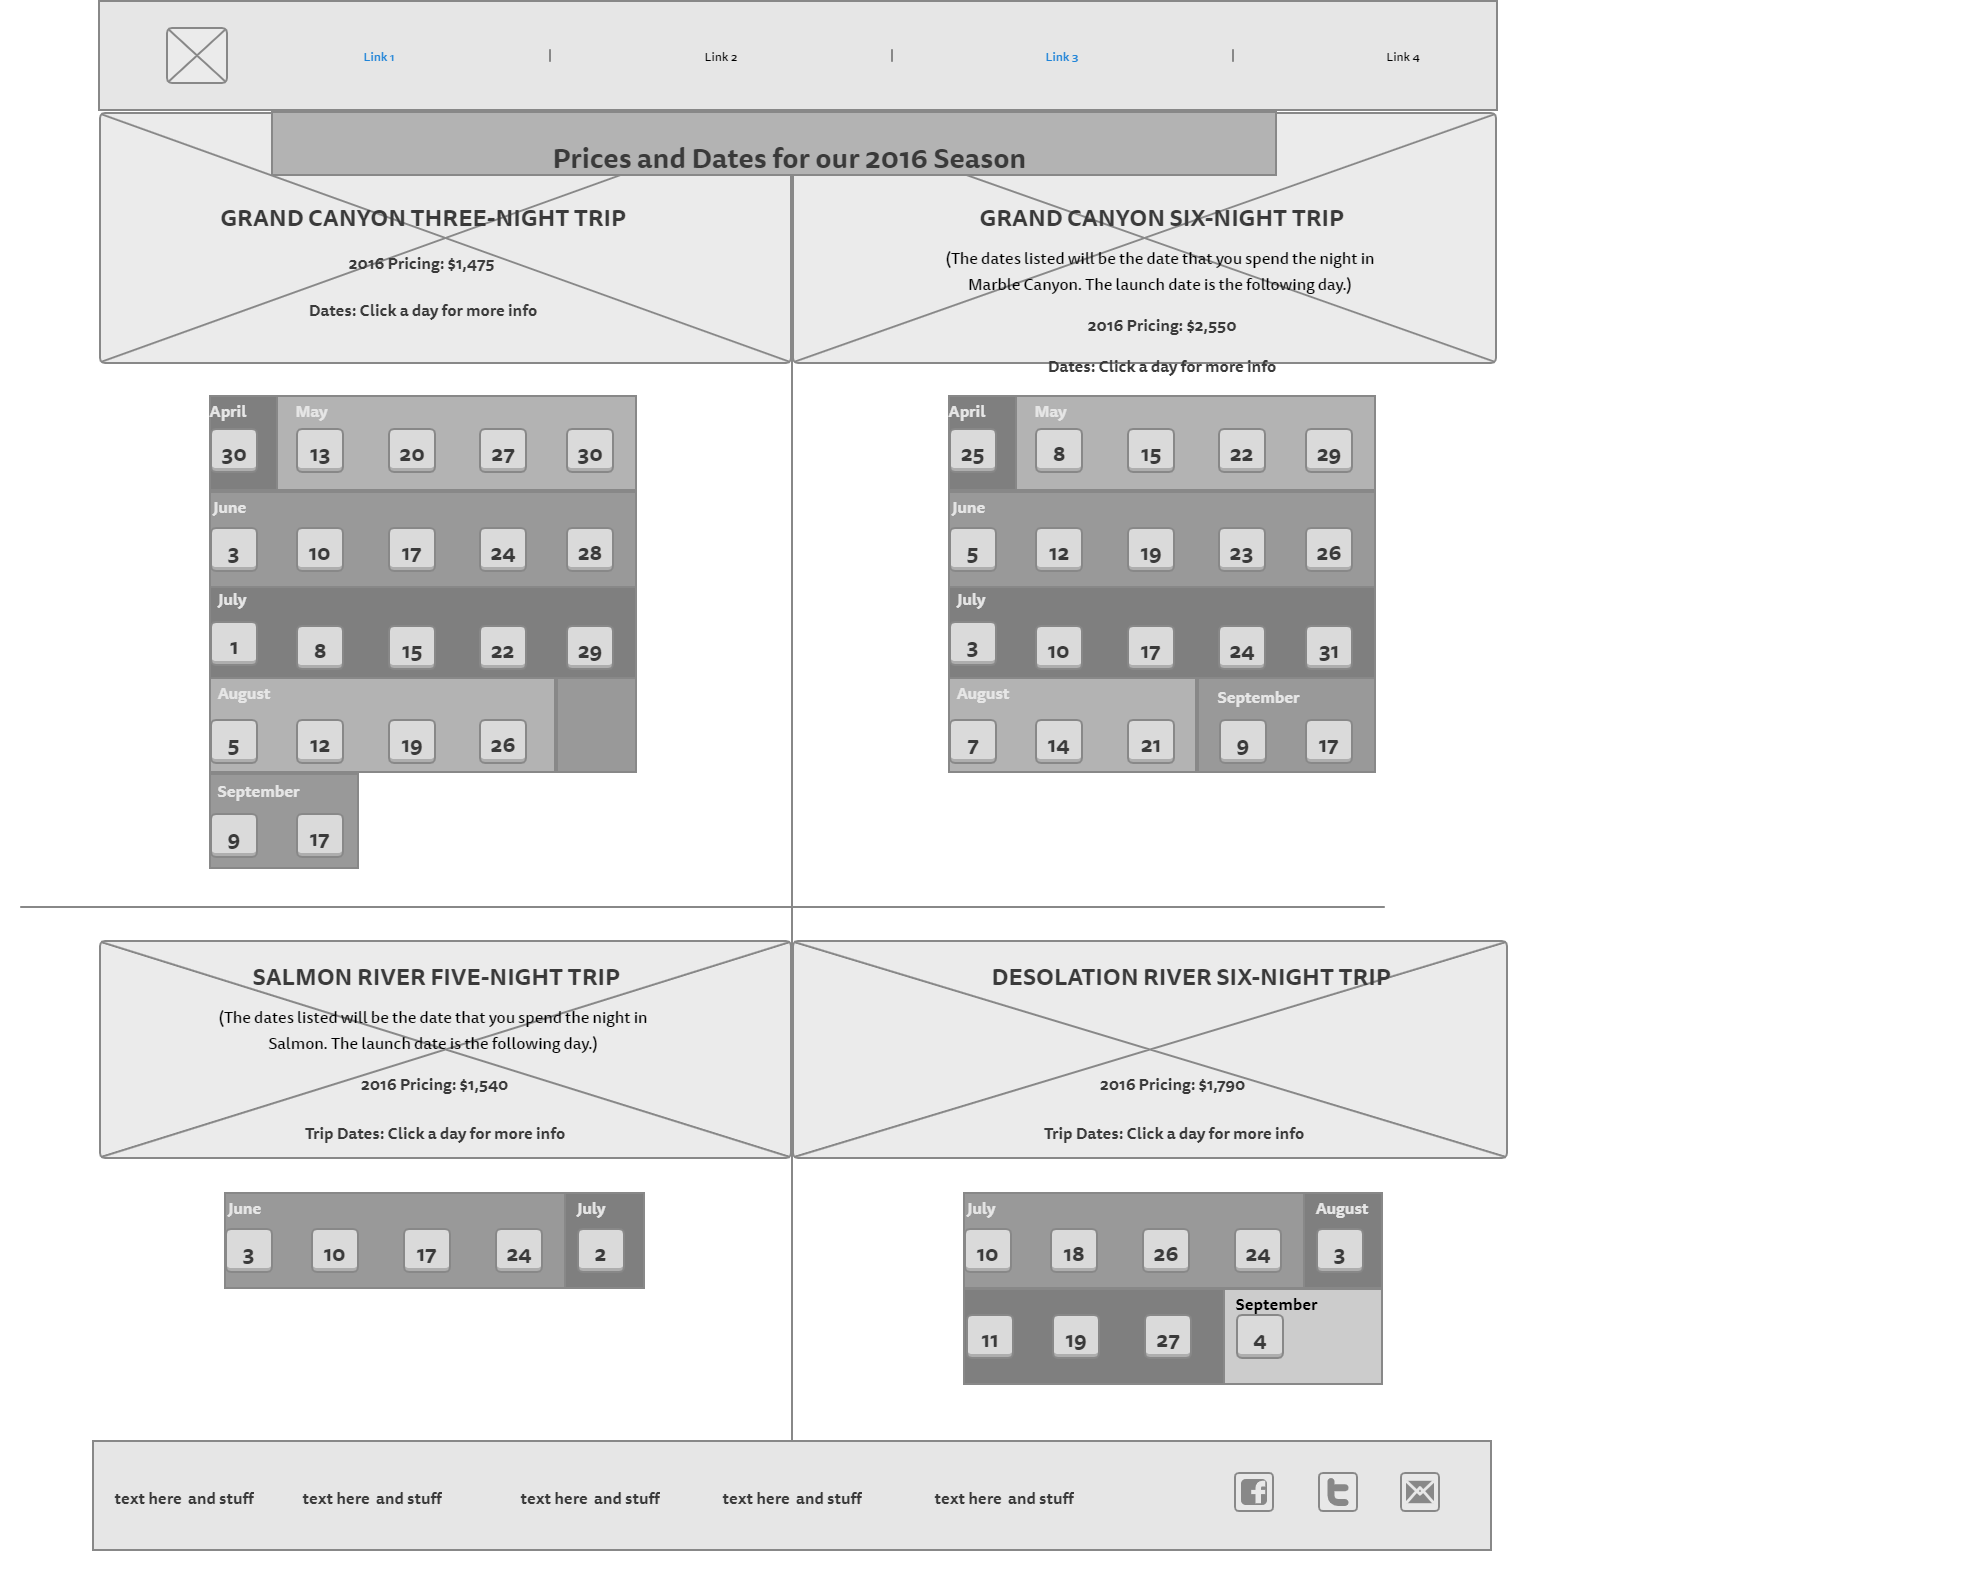 Link 1 | Link 2 | Link 3 | Link 4
Prices and Dates for our 2016 Season
GRAND CANYON THREE-NIGHT TRIP
2016 Pricing: $1,475
Dates: Click a day for more info
April May
30 13 20 27 30
June
3 10 17 24 28
July
1 8 15 22 29
August
5 12 19 26
September
9 17
GRAND CANYON SIX-NIGHT TRIP
(The dates listed will be the date that you spend the night in
Marble Canyon. The launch date is the following day.)
2016 Pricing: $2,550
Dates: Click a day for more info
April May
25 8 15 22 29
June
5 12 19 23 26
July
3 10 17 24 31
August September
7 14 21 9 17
SALMON RIVER FIVE-NIGHT TRIP
(The dates listed will be the date that you spend the night in
Salmon. The launch date is the following day.)
2016 Pricing: $1,540
Trip Dates: Click a day for more info
June July
3 10 17 24 2
DESOLATION RIVER SIX-NIGHT TRIP
2016 Pricing: $1,790
Trip Dates: Click a day for more info
July August
10 18 26 24 3
September
11 19 27 4
text here and stuff text here and stuff text here and stuff text here and stuff text here and stuff